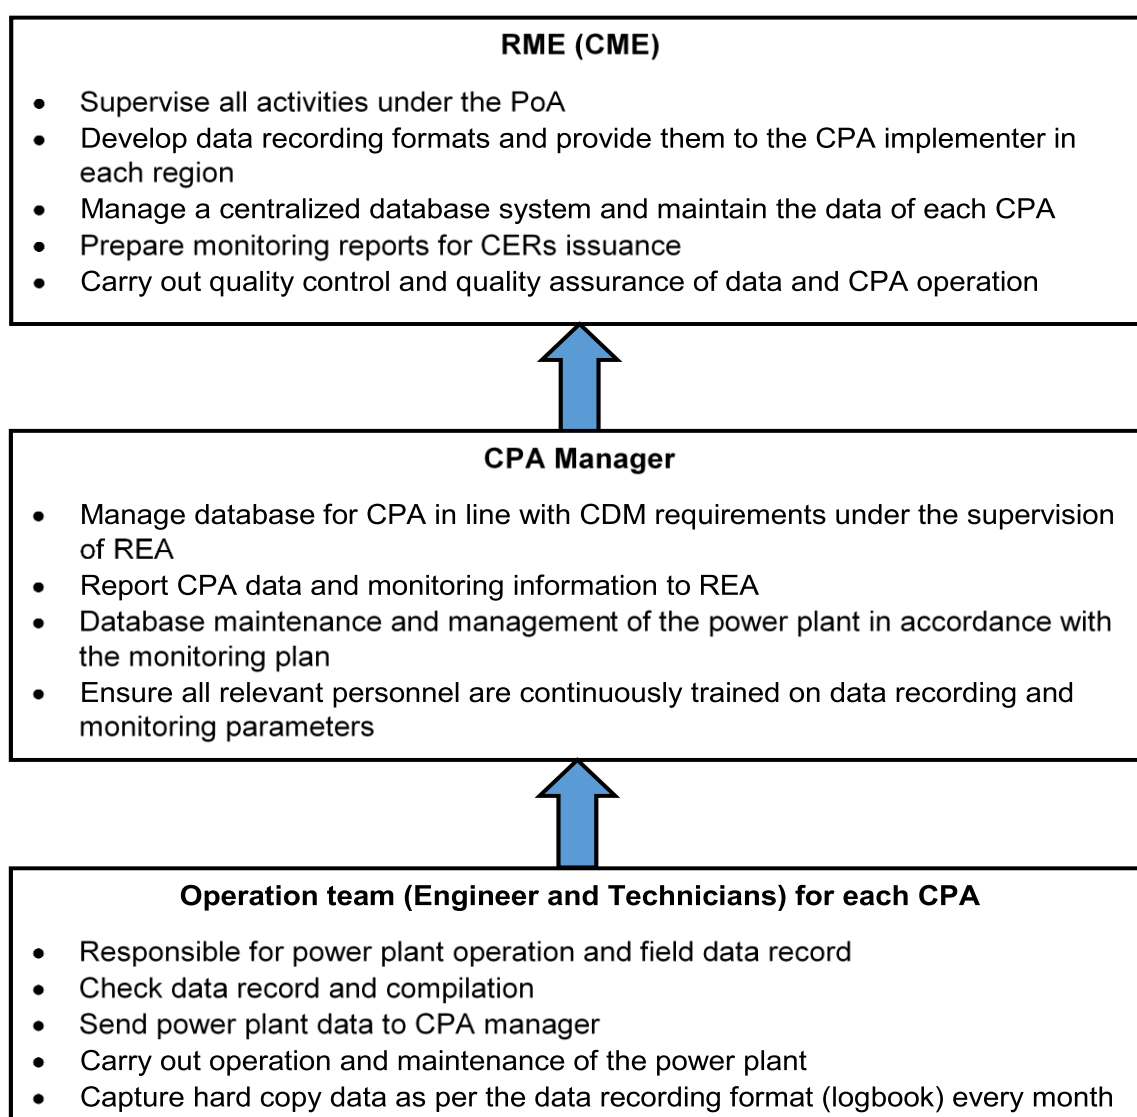 RME (CME)
• Supervise all activities under the PoA
• Develop data recording formats and provide them to the CPA implementer in
each region
• Manage a centralized database system and maintain the data of each CPA
• Prepare monitoring reports for CERs issuance
• Carry out quality control and quality assurance of data and CPA operation
CPA Manager
• Manage database for CPA in line with CDM requirements under the supervision
of REA
• Report CPA data and monitoring information to REA
• Database maintenance and management of the power plant in accordance with
the monitoring plan
• Ensure all relevant personnel are continuously trained on data recording and
monitoring parameters
Operation team (Engineer and Technicians) for each CPA
• Responsible for power plant operation and field data record
• Check data record and compilation
• Send power plant data to CPA manager
• Carry out operation and maintenance of the power plant
• Capture hard copy data as per the data recording format (logbook) every month